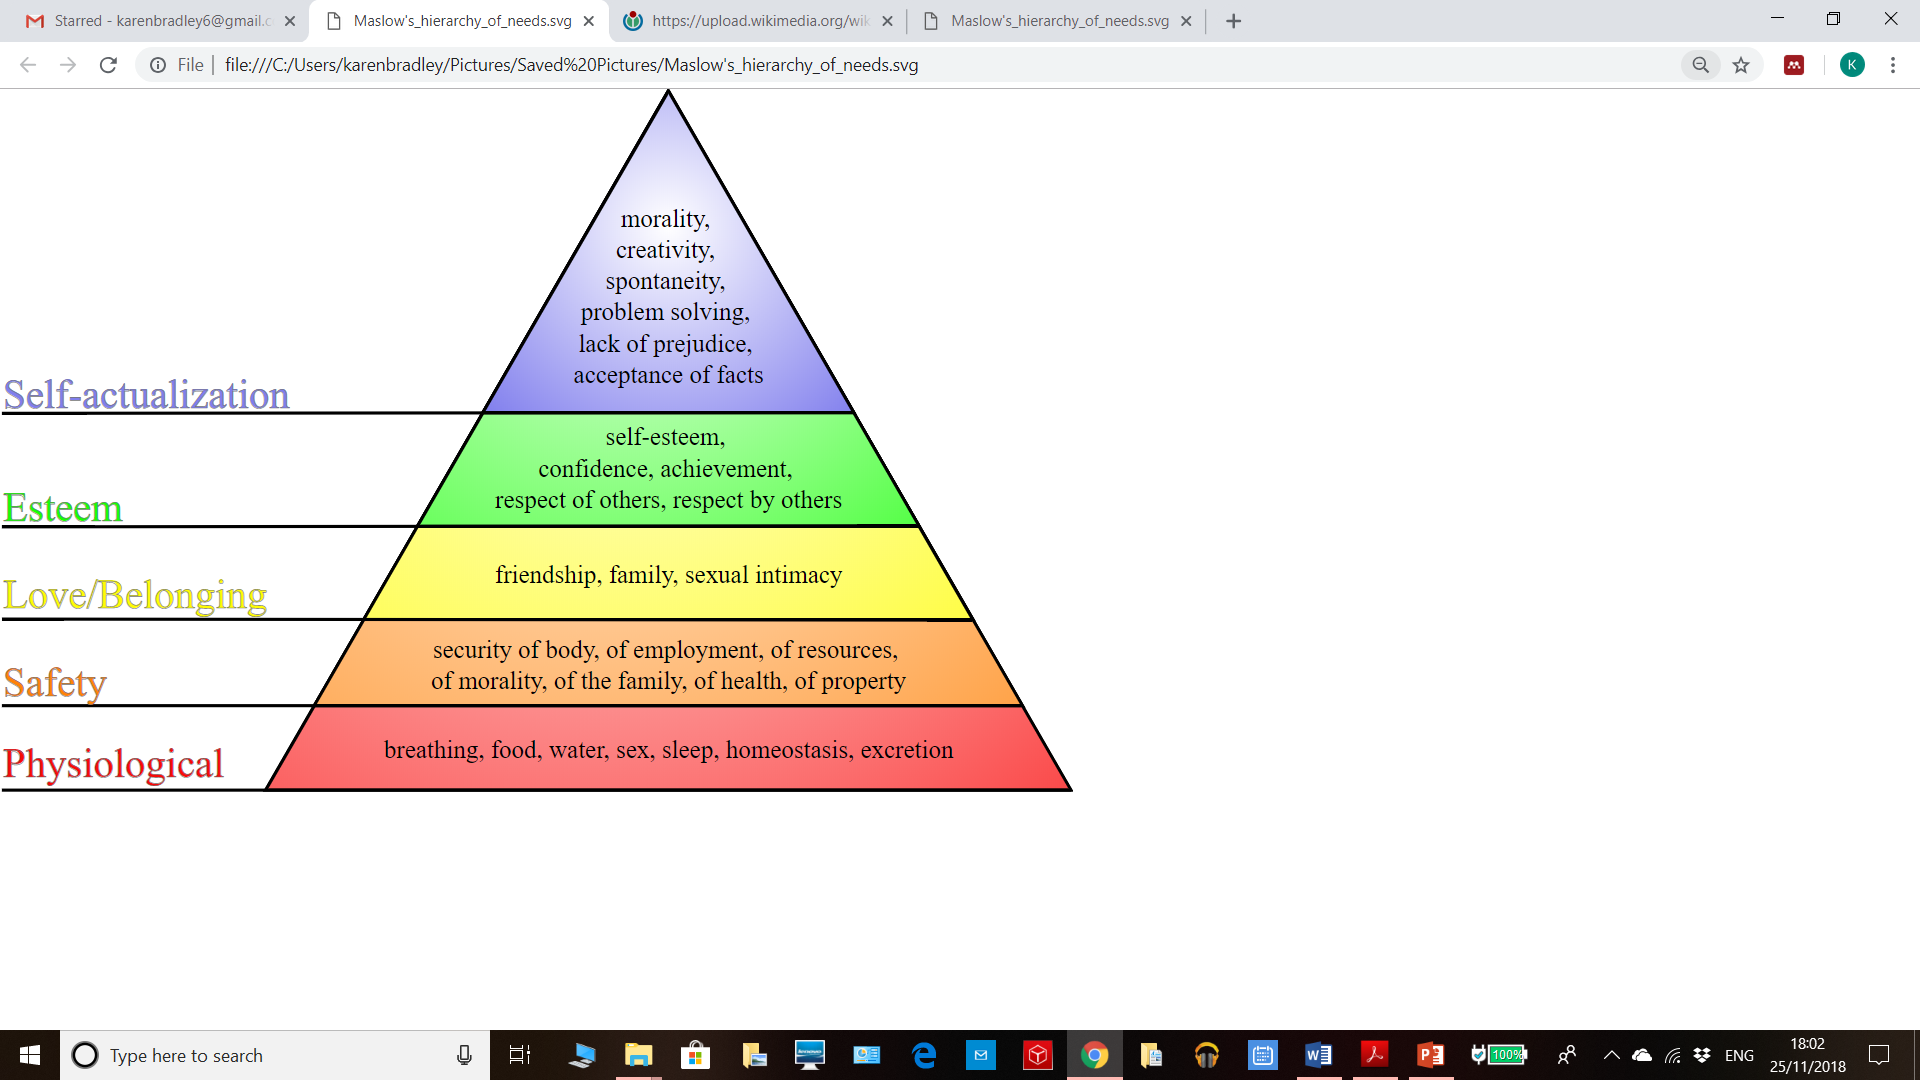 Starred - karenbradley6@gmail.c
Maslow's_hierarchy_of_needs.svg
https://upload.wikimedia.org/wik
Maslow's_hierarchy_of_needs.svg
File
file:///C:/Users/karenbradley/Pictures/Saved%20Pictures/Maslow's_hierarchy_of_needs.svg
K
morality,
creativity,
spontaneity,
problem solving,
lack of prejudice,
acceptance of facts
Self-actualization
self-esteem,
confidence, achievement,
respect of others, respect by others
Esteem
friendship, family, sexual intimacy
Love/Belonging
security of body, of employment, of resources,
of morality, of the family, of health, of property
Safety
breathing, food, water, sex, sleep, homeostasis, excretion
Physiological
Type here to search
100%
ENG
18:02
25/11/2018